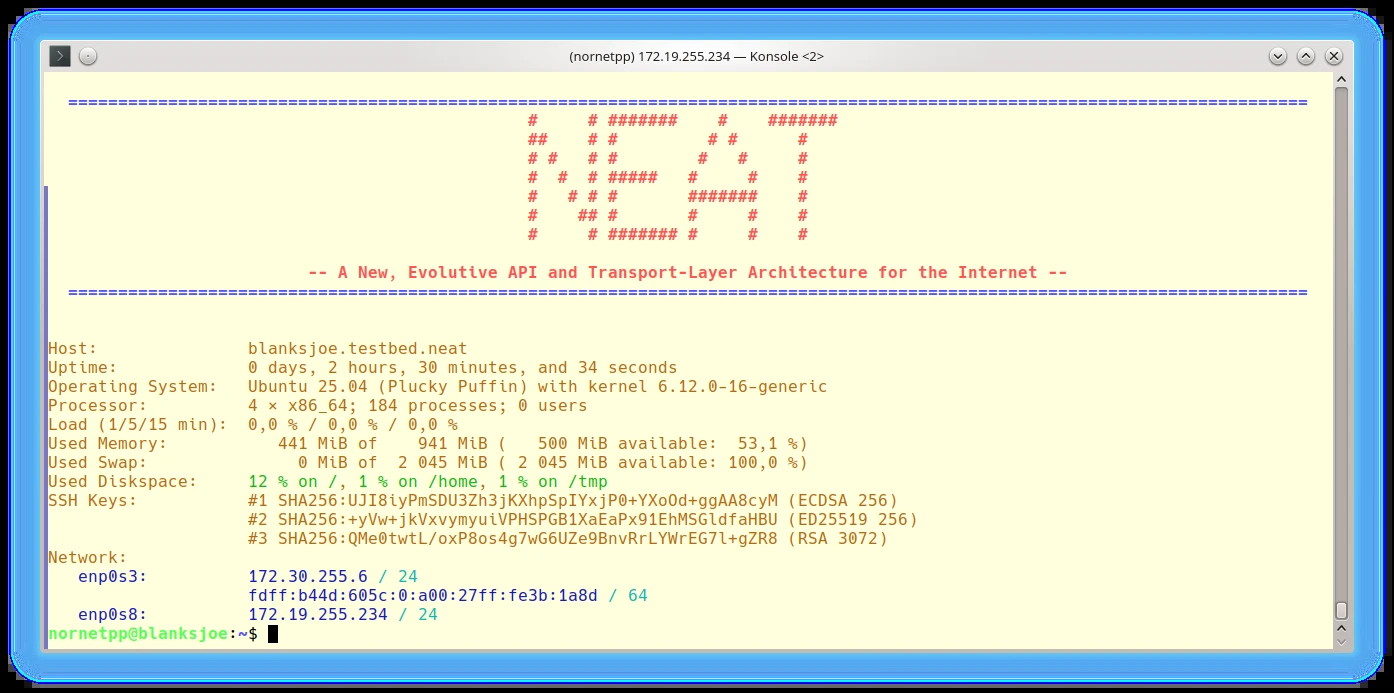 (nornetpp) 172.19.255.234 — Konsole <2>
================================================================================================================================
#     # #######    #    #######
##    # #         # #      #
# #   # #        #   #     #
#  #  # #####   #     #    #
#   # # #       #######    #
#    ## #       #     #    #
#     # ####### #     #    #
-- A New, Evolutive API and Transport-Layer Architecture for the Internet --
================================================================================================================================
Host:               blanksjoe.testbed.neat
Uptime:             0 days, 2 hours, 30 minutes, and 34 seconds
Operating System:   Ubuntu 25.04 (Plucky Puffin) with kernel 6.12.0-16-generic
Processor:          4 × x86_64; 184 processes; 0 users
Load (1/5/15 min):  0,0 % / 0,0 % / 0,0 %
Used Memory:           441 MiB of    941 MiB (   500 MiB available:  53,1 %)
Used Swap:               0 MiB of  2 045 MiB ( 2 045 MiB available: 100,0 %)
Used Diskspace:     12 % on /, 1 % on /home, 1 % on /tmp
SSH Keys:           #1 SHA256:UJI8iyPmSDU3Zh3jKXhpSpIYxjP0+YXoOd+ggAA8cyM (ECDSA 256)
                    #2 SHA256:+yVw+jkVxvymyuiVPHSPGB1XaEaPx91EhMSGldfaHBU (ED25519 256)
                    #3 SHA256:QMe0twtL/oxP8os4g7wG6UZe9BnvRrLYWrEG7l+gZR8 (RSA 3072)
Network:
   enp0s3:          172.30.255.6 / 24
                    fdff:b44d:605c:0:a00:27ff:fe3b:1a8d / 64
   enp0s8:          172.19.255.234 / 24
nornetpp@blanksjoe:~$